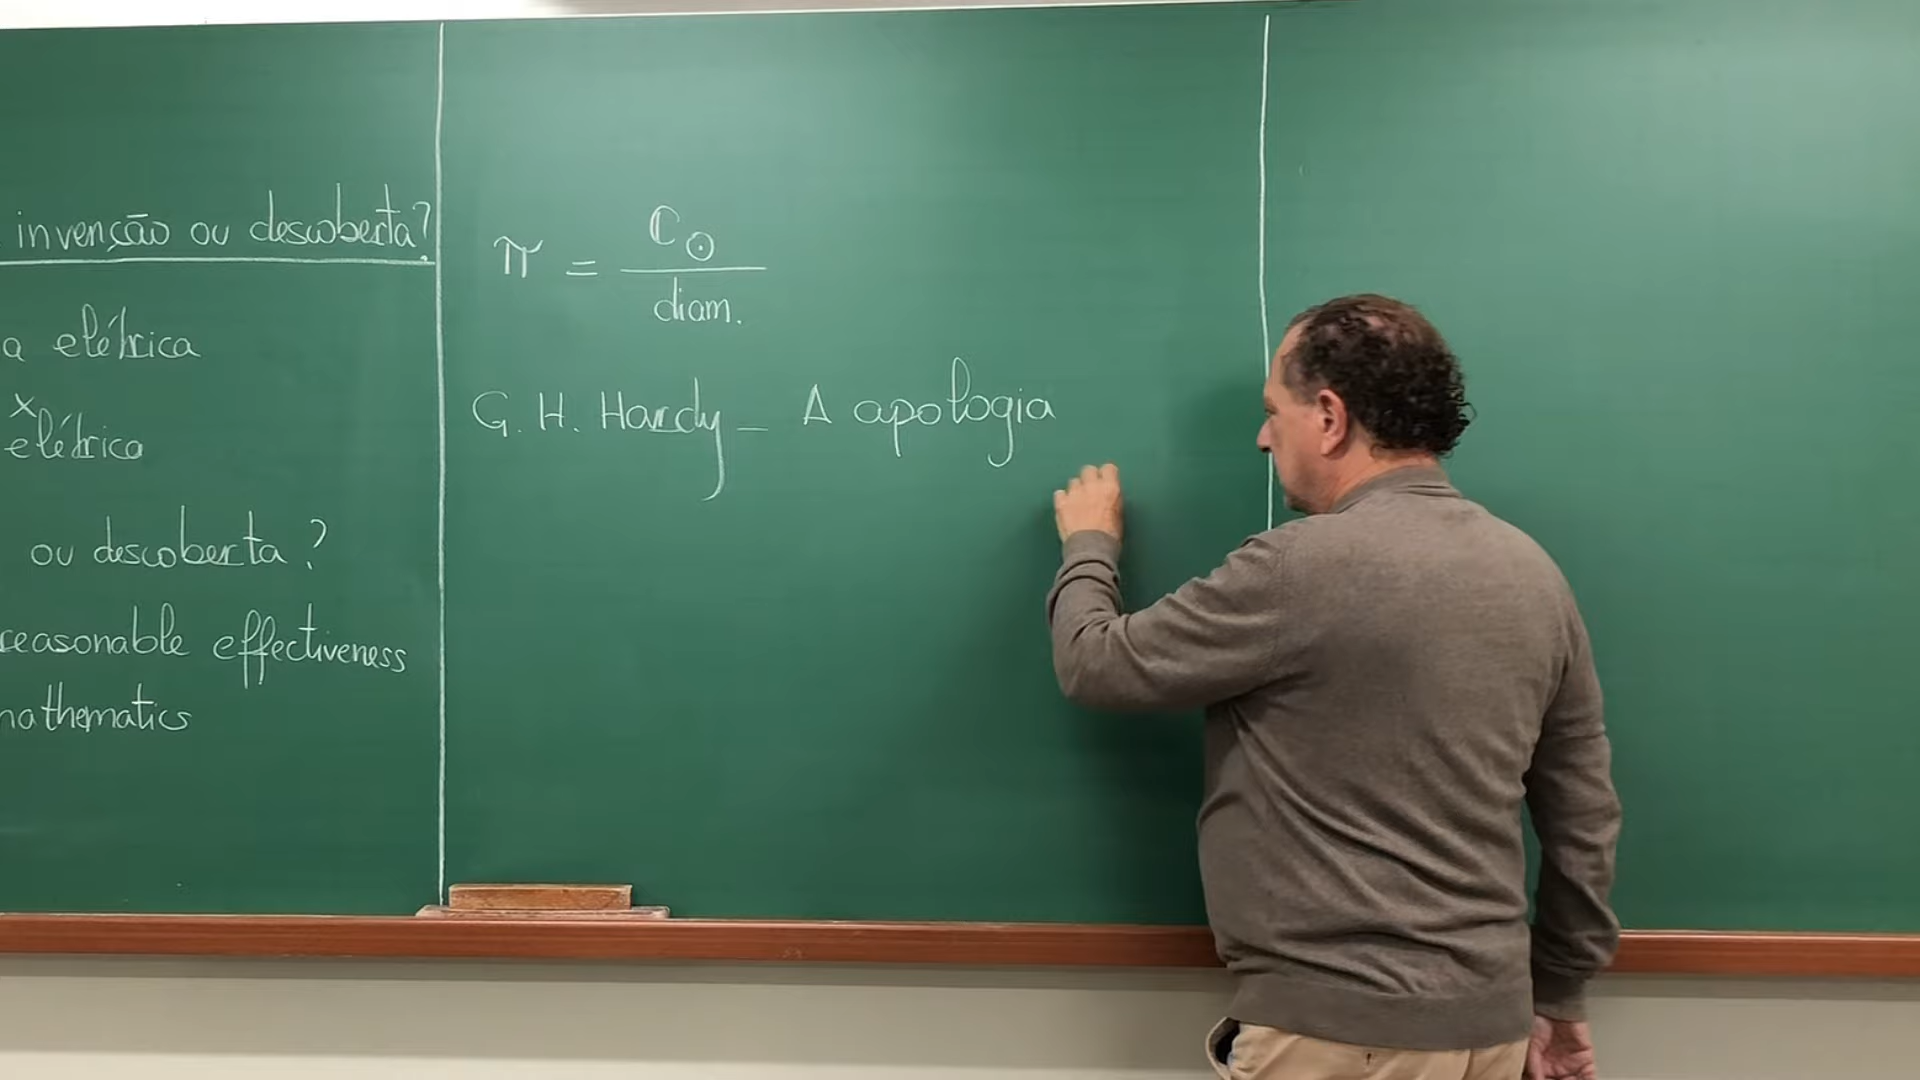 invenção ou descoberta?
a elétrica
x
elétrica
ou descoberta?
reasonable effectiveness
mathematics
π = C⊙ / diam.
G. H. Hardy - A apologia